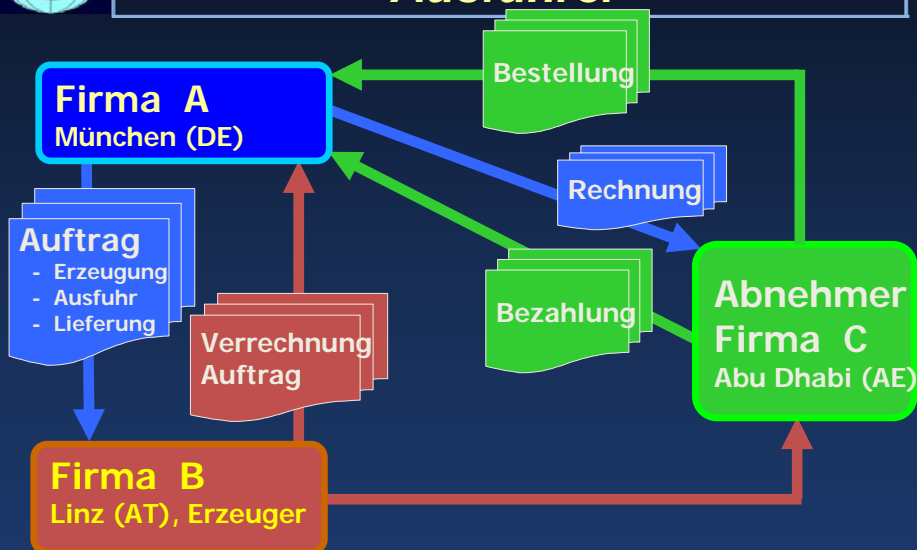 Bestellung
Firma A
München (DE)
Rechnung
Auftrag
- Erzeugung
- Ausfuhr
- Lieferung
Bezahlung
Verrechnung
Auftrag
Abnehmer
Firma C
Abu Dhabi (AE)
Firma B
Linz (AT), Erzeuger